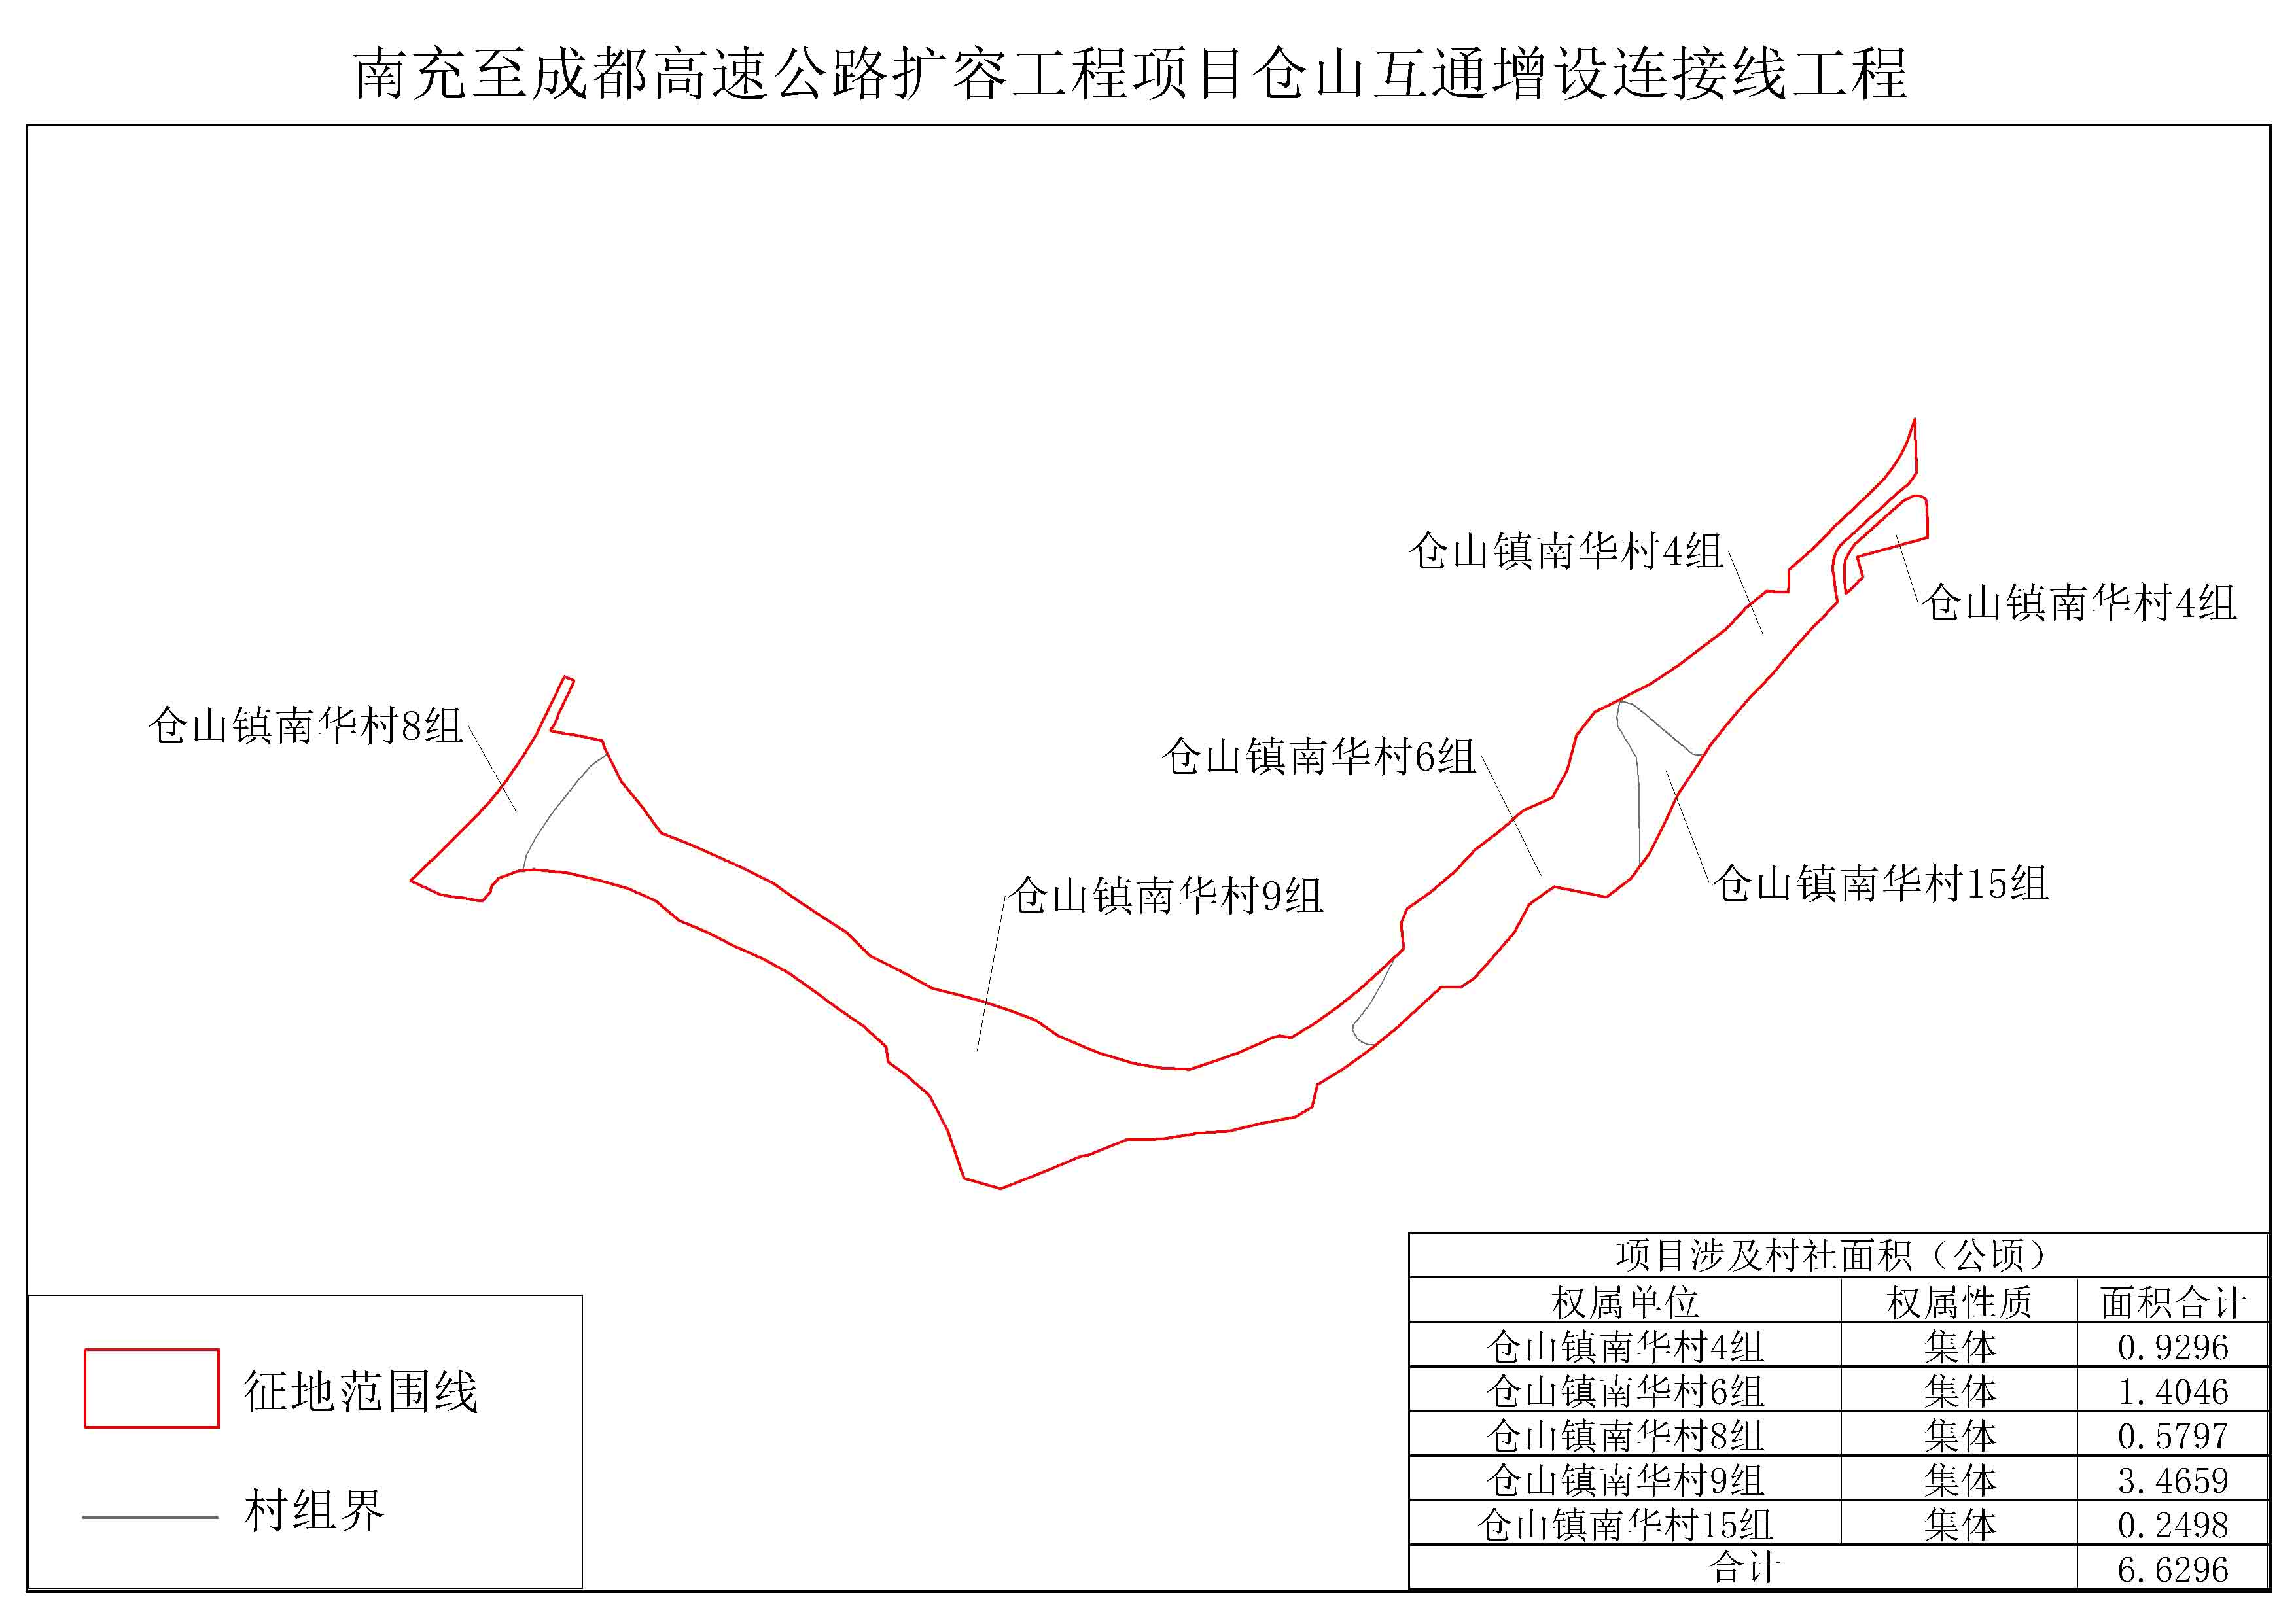 南充至成都高速公路扩容工程项目仓山互通增设连接线工程
仓山镇南华村4组
仓山镇南华村4组
仓山镇南华村8组
仓山镇南华村6组
仓山镇南华村15组
仓山镇南华村9组
项目涉及村社面积（公顷）
权属单位 权属性质 面积合计
仓山镇南华村4组 集体 0.9296
仓山镇南华村6组 集体 1.4046
仓山镇南华村8组 集体 0.5797
仓山镇南华村9组 集体 3.4659
仓山镇南华村15组 集体 0.2498
合计 6.6296
征地范围线
村组界